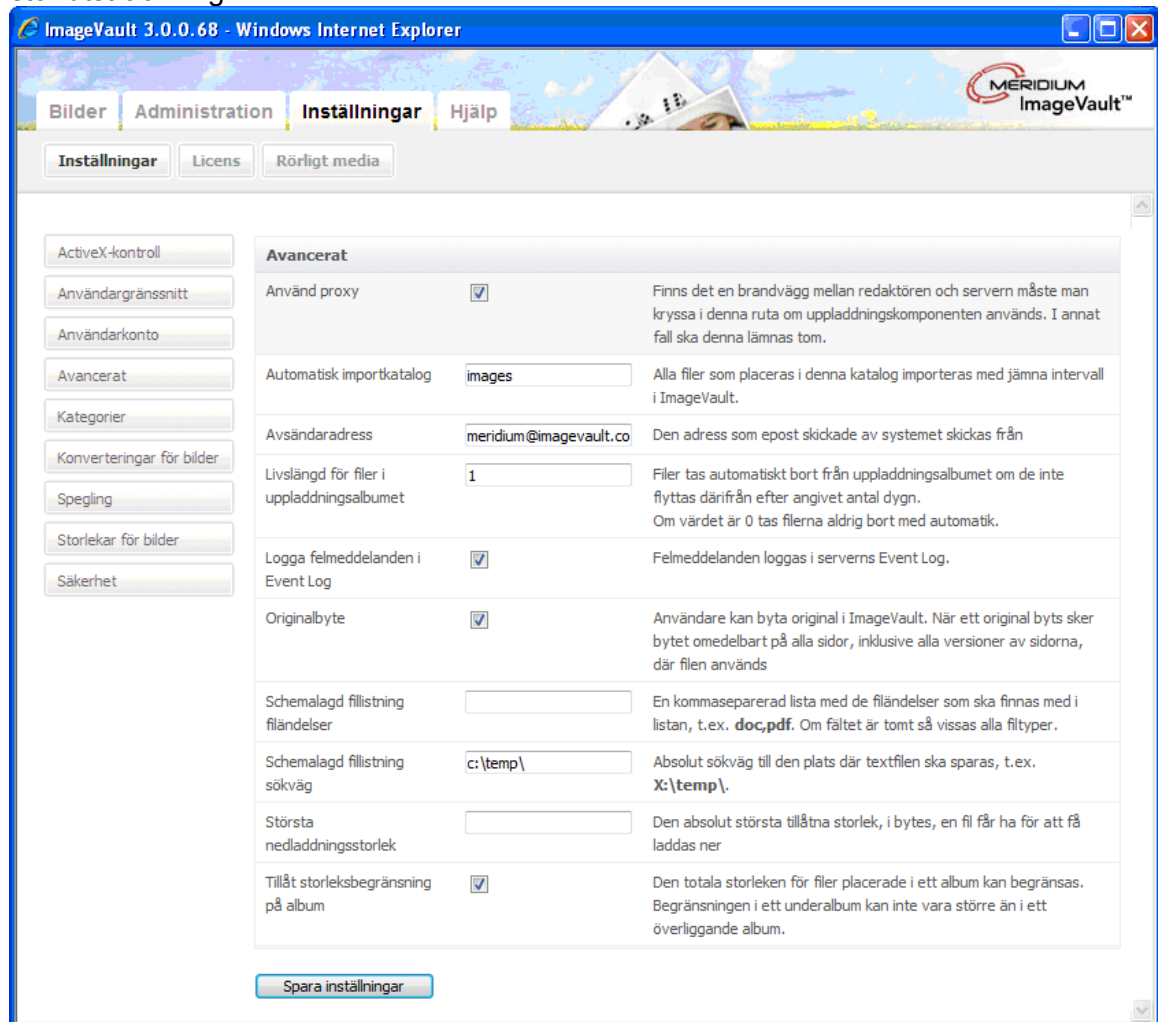 ImageVault 3.0.0.68 - Windows Internet Explorer
MERIDIUM
ImageVault™
Bilder Administration Inställningar Hjälp
Inställningar Licens Rörligt media
ActiveX-kontroll
Användargränssnitt
Användarkonto
Avancerat
Kategorier
Konverteringar för bilder
Spegling
Storlekar för bilder
Säkerhet
Avancerat
Använd proxy
Finns det en brandvägg mellan redaktören och servern måste man
kryssa i denna ruta om uppladdningskomponenten används. I annat
fall ska denna lämnas tom.
Automatisk importkatalog
images
Alla filer som placeras i denna katalog importeras med jämna intervall
i ImageVault.
Avsändaradress
meridium@imagevault.co
Den adress som epost skickade av systemet skickas från
Livslängd för filer i
uppladdningsalbumet
1
Filer tas automatiskt bort från uppladdningsalbumet om de inte
flyttas därifrån efter angivet antal dygn.
Om värdet är 0 tas filerna aldrig bort med automatik.
Logga felmeddelanden i
Event Log
Felmeddelanden loggas i serverns Event Log.
Originalbyte
Användare kan byta original i ImageVault. När ett original byts sker
bytet omedelbart på alla sidor, inklusive alla versioner av sidorna,
där filen används
Schemalagd fillistning
filändelser
En kommaseparerad lista med de filändelser som ska finnas med i
listan, t.ex. doc,pdf. Om fältet är tomt så vissas alla filtyper.
Schemalagd fillistning
sökväg
c:\temp\
Absolut sökväg till den plats där textfilen ska sparas, t.ex.
X:\temp\.
Största
nedladdningsstorlek
Den absolut största tillåtna storlek, i bytes, en fil får ha för att få
laddas ner
Tillåt storleksbegränsning
på album
Den totala storleken för filer placerade i ett album kan begränsas.
Begränsningen i ett underalbum kan inte vara större än i ett
överliggande album.
Spara inställningar